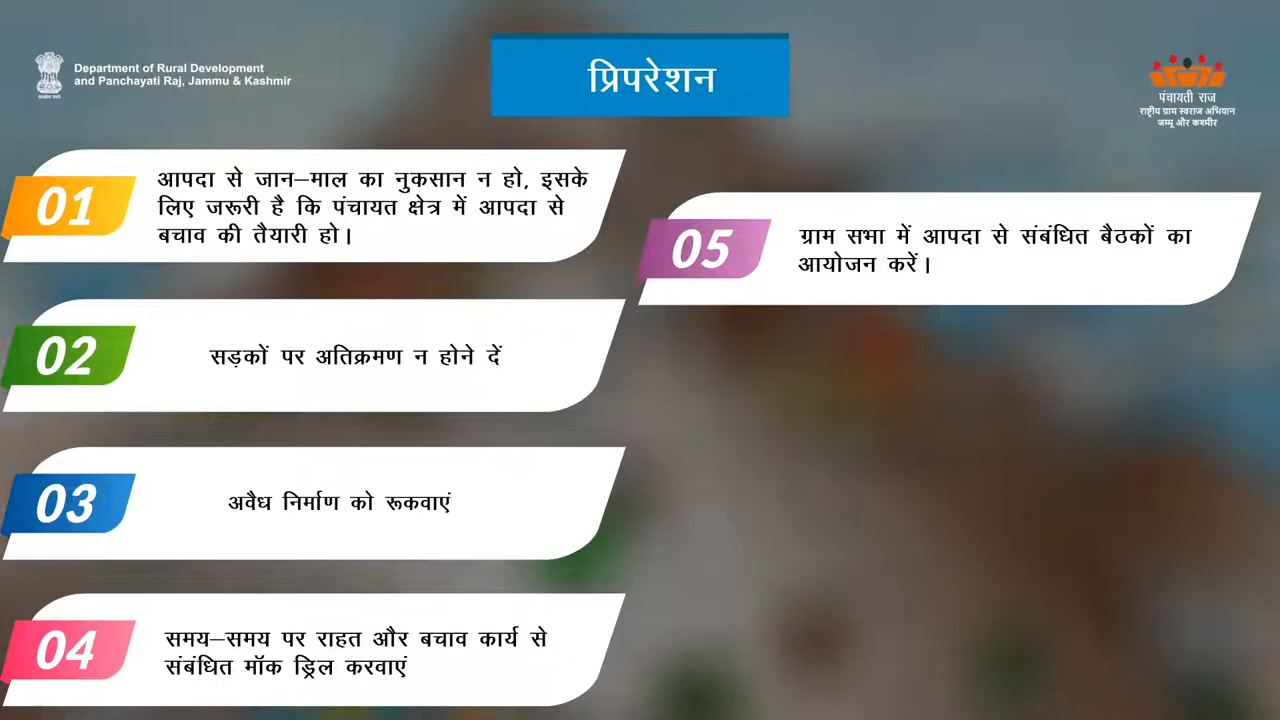 Department of Rural Development
and Panchayati Raj, Jammu & Kashmir
प्रिपरेशन
पंचायती राज
राष्ट्रीय ग्राम स्वराज अभियान
जम्मू और कश्मीर
01
आपदा से जान–माल का नुकसान न हो, इसके
लिए जरूरी है कि पंचायत क्षेत्र में आपदा से
बचाव की तैयारी हो।
02
सड़कों पर अतिक्रमण न होने दें
03
अवैध निर्माण को रूकवाएं
04
समय–समय पर राहत और बचाव कार्य से
संबंधित मॉक ड्रिल करवाएं
05
ग्राम सभा में आपदा से संबंधित बैठकों का
आयोजन करें।